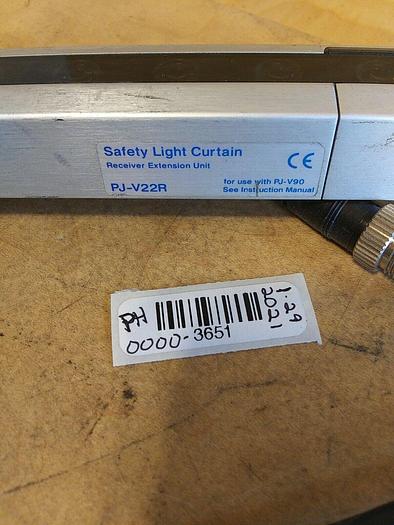 Safety Light Curtain
Receiver Extension Unit
CE
PJ-V22R
for use with PJ-V90
See Instruction Manual
PH
0000-3651
1-29
2021